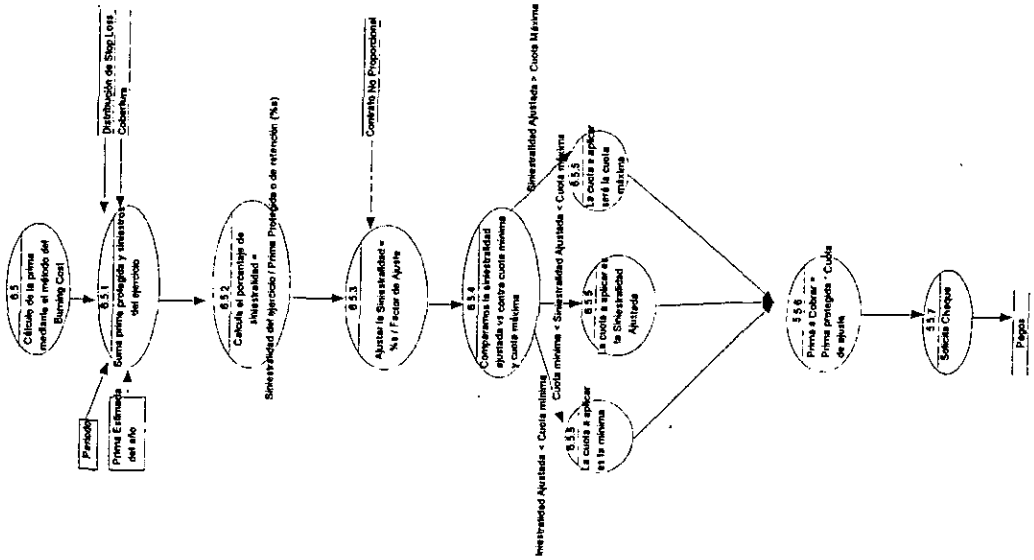 6.5
Cálculo de la prima
mediante el método del
Burning Cost
Periodo
Prima Estimada
del año
Distribución de Stop Loss
Cobertura
6.5.1
Suma prima protegida y siniestros
del ejercicio
6.5.2
Calcula el porcentaje de
siniestralidad =
Siniestralidad del ejercicio / Prima Protegida o de retención (%s)
Contrato No Proporcional
6.5.3
Ajustar la Siniestralidad =
%s / Factor de Ajuste
6.5.4
Comparamos la siniestralidad
ajustada vs contra cuota mínima
y cuota máxima
iniestralidad Ajustada < Cuota mínima
Cuota mínima < Siniestralidad Ajustada < Cuota máxima
Siniestralidad Ajustada > Cuota Máxima
6.5.5
La cuota a aplicar
es la mínima
6.5.5
La cuota a aplicar es
la Siniestralidad
Ajustada
6.5.5
La cuota a aplicar
será la cuota
máxima
5.5.6
Prima a Cobrar =
Prima protegida * Cuota
de ajuste
5.5.7
Solicita Cheque
Pagos